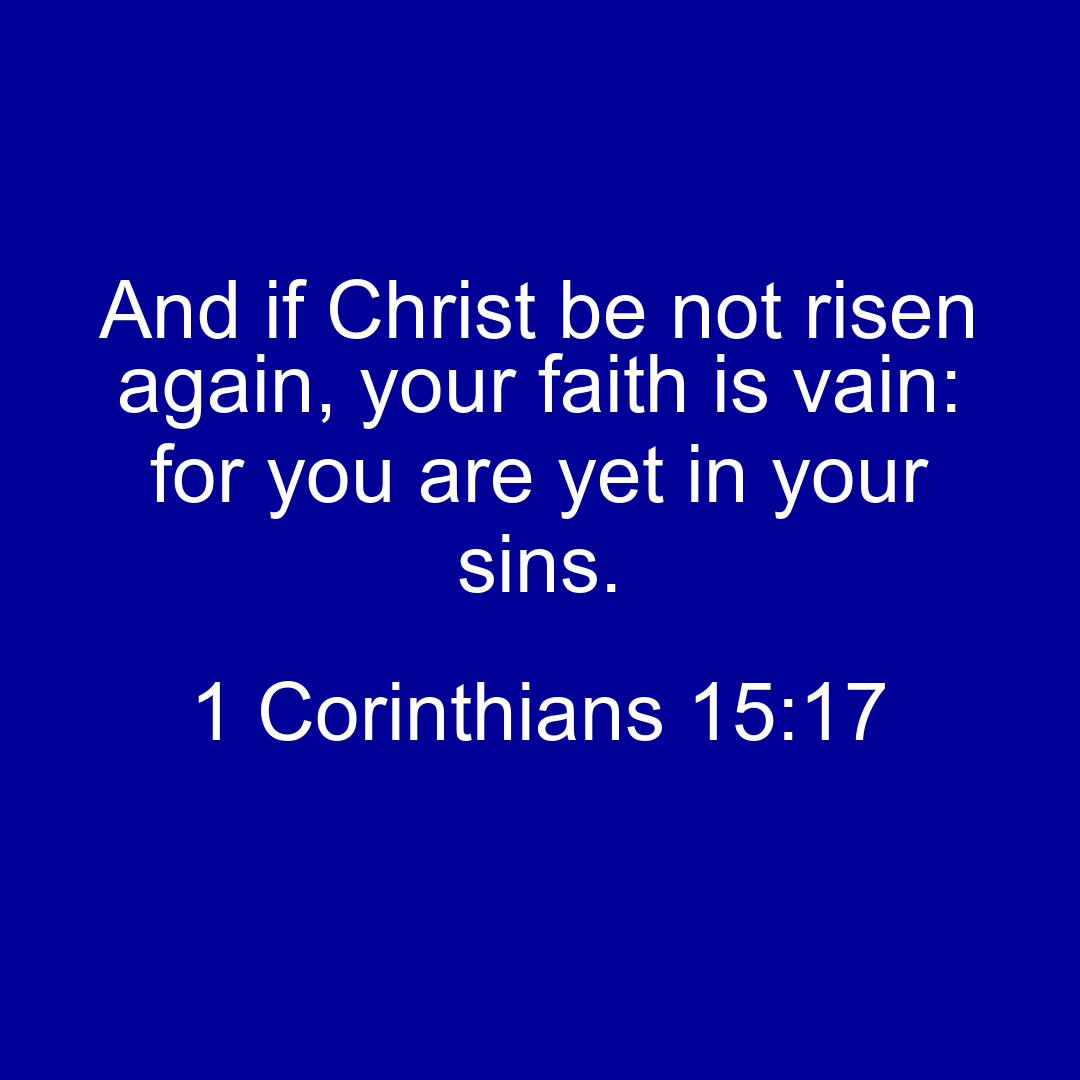 And if Christ be not risen
again, your faith is vain:
for you are yet in your
sins.
1 Corinthians 15:17